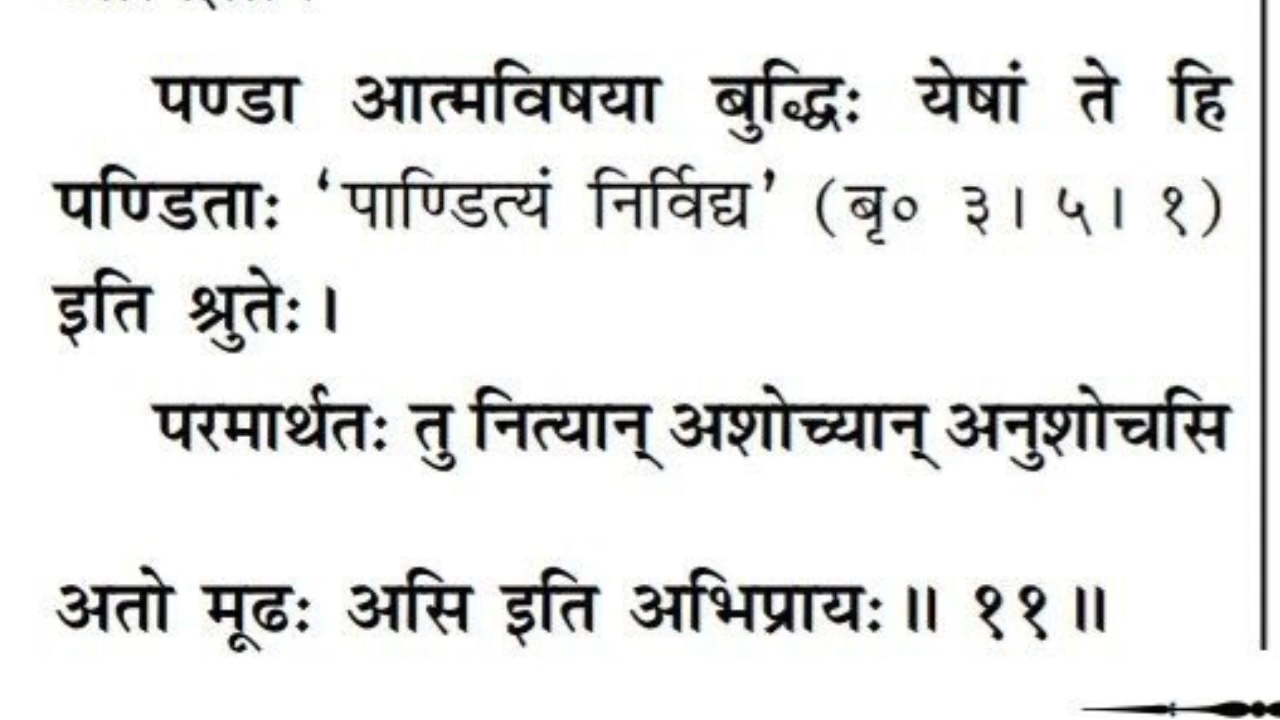 पण्डा आत्मविषया बुद्धिः येषां ते हि
पण्डिताः ‘पाण्डित्यं निर्विद्य’ (बृ० ३। ५। १)
इति श्रुतेः।
परमार्थतः तु नित्यान् अशोच्यान् अनुशोचसि
अतो मूढः असि इति अभिप्रायः॥ ११॥